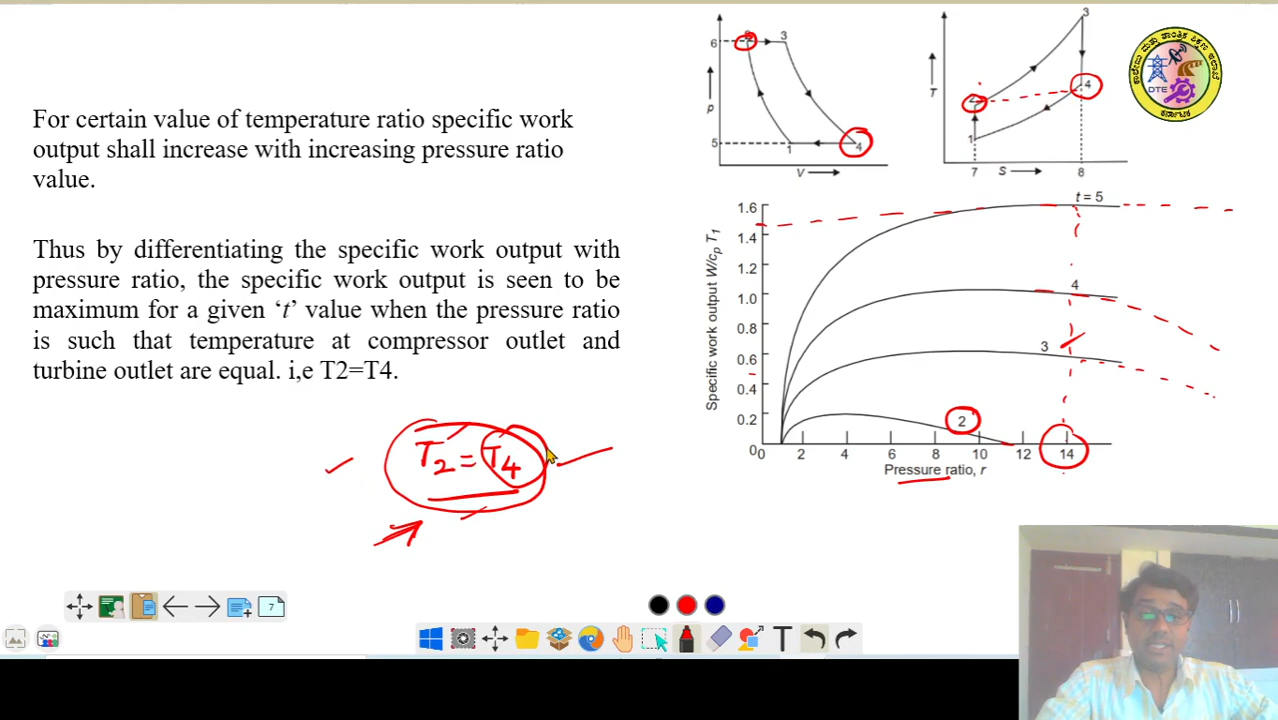 For certain value of temperature ratio specific work
output shall increase with increasing pressure ratio
value.
Thus by differentiating the specific work output with
pressure ratio, the specific work output is seen to be
maximum for a given ‘t’ value when the pressure ratio
is such that temperature at compressor outlet and
turbine outlet are equal. i,e T2=T4.
T2 = T4
6
3
p
5
1
4
V
3
T
4
1
7
S
8
DTE
t = 5
1.6
1.4
1.2
1.0
0.8
0.6
0.4
0.2
0
4
3
2
Specific work output W/cp T1
0
2
4
6
8
10
12
14
Pressure ratio, r
7
T